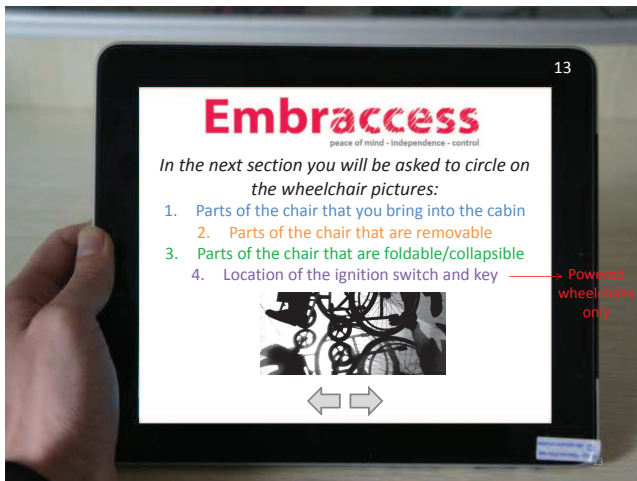 13
Embraccess
peace of mind - independence - control
In the next section you will be asked to circle on
the wheelchair pictures:
1. Parts of the chair that you bring into the cabin
2. Parts of the chair that are removable
3. Parts of the chair that are foldable/collapsible
4. Location of the ignition switch and key
Powered
wheelchairs
only
13